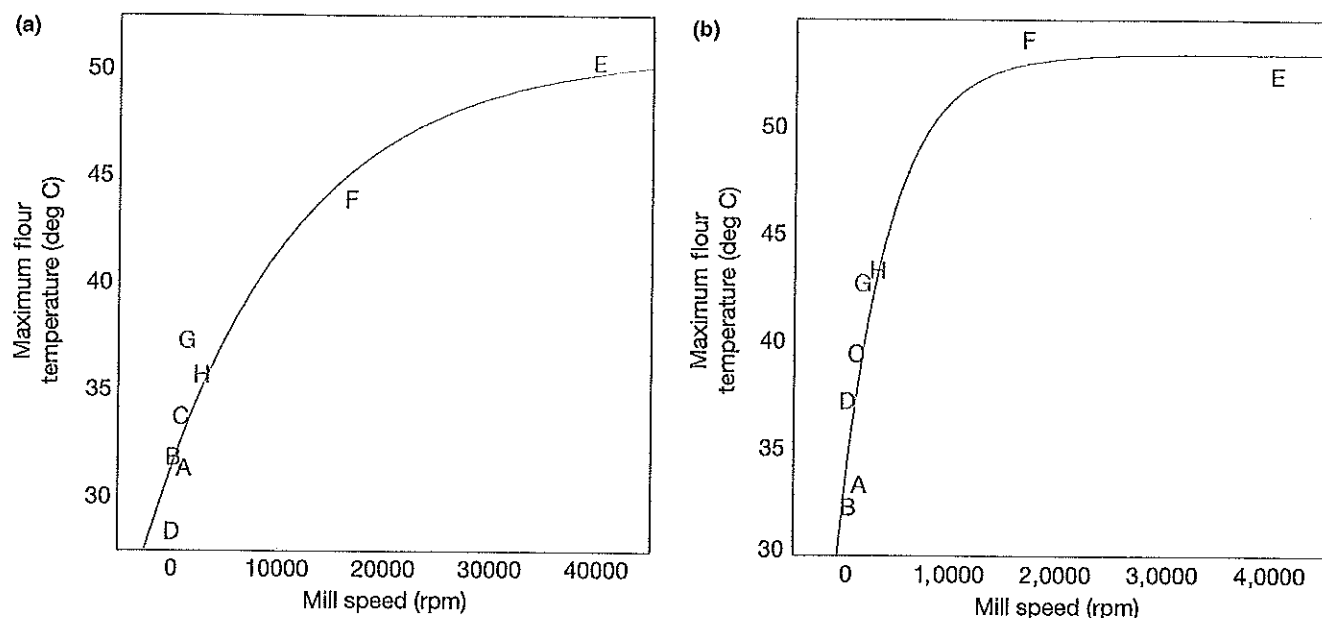 (a)
50
45
40
35
30
Maximum flour
temperature (deg C)
E
F
G
H
C
B
A
D
0 10000 20000 30000 40000
Mill speed (rpm)
(b)
50
45
40
35
30
Maximum flour
temperature (deg C)
F
E
H
G
C
D
A
B
0 1,0000 2,0000 3,0000 4,0000
Mill speed (rpm)